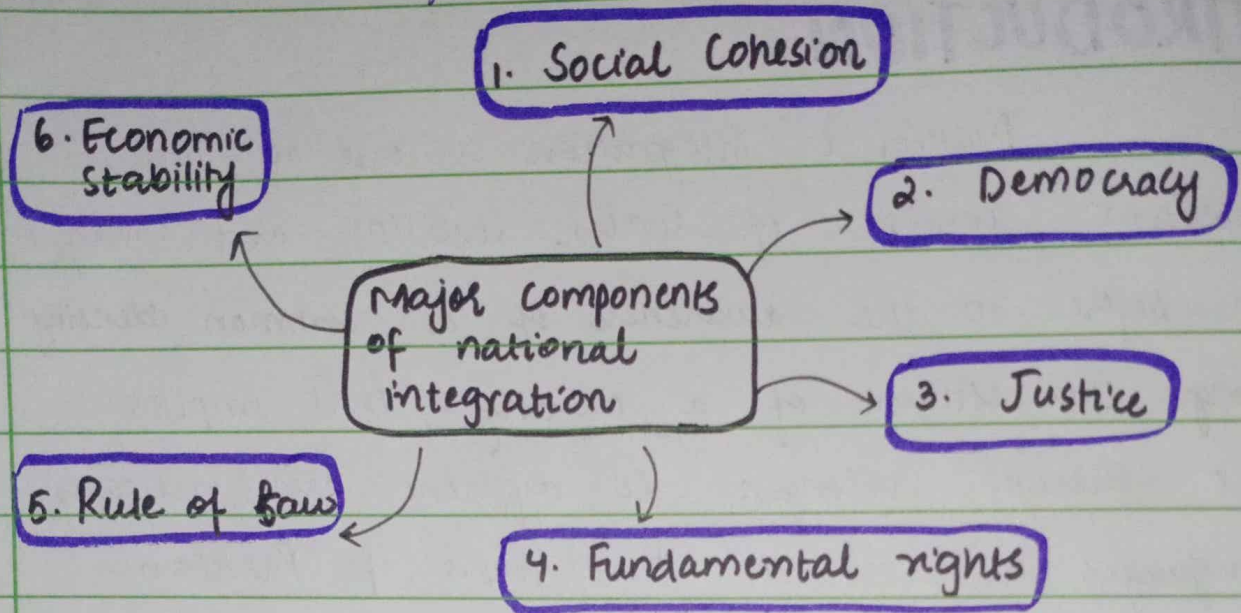 1. Social Cohesion
2. Democracy
3. Justice
4. Fundamental rights
5. Rule of Law
6. Economic
stability
Major components
of national
integration